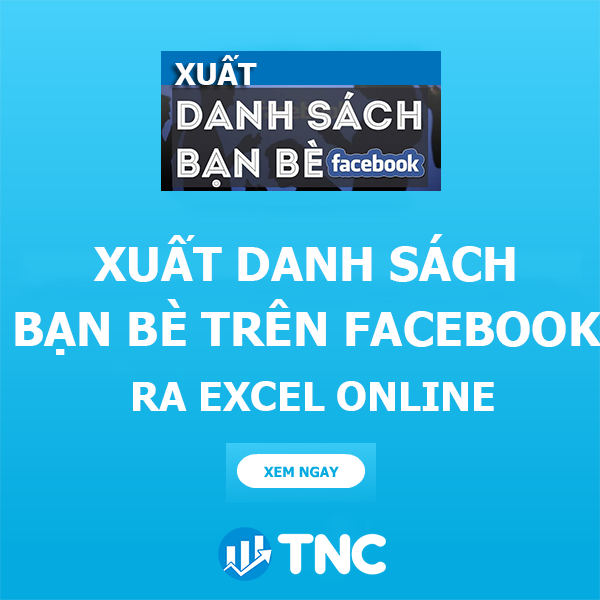 XUẤT
DANH SÁCH
BẠN BÈ facebook
XUẤT DANH SÁCH
BẠN BÈ TRÊN FACEBOOK
RA EXCEL ONLINE
XEM NGAY
TNC